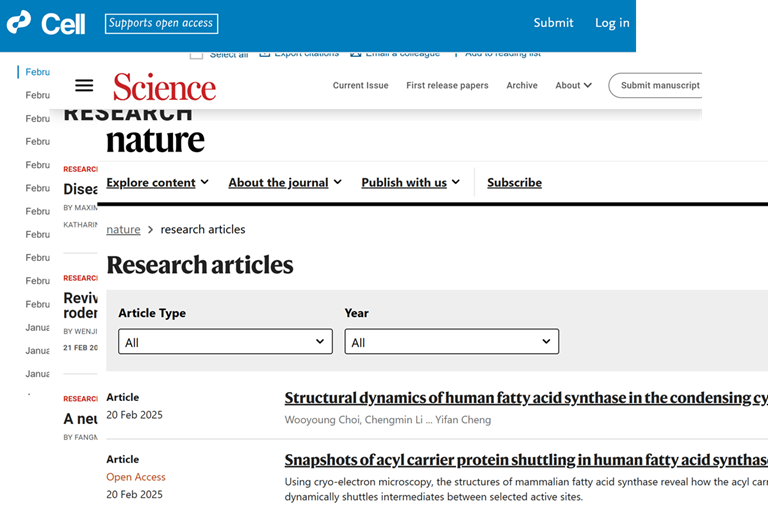 Cell Supports open access Submit Log in
Select all Export citations Email a colleague Add to reading list
Febru
Science Current Issue First release papers Archive About Submit manuscript
Febru
Febru
RESEARCH
nature
Febru
Febru
RESEARC
Explore content About the journal Publish with us Subscribe
Febru
Disea
BY MAXIM
Febru
KATHARIN
nature > research articles
Febru
Febru
Research articles
Febru
RESEARC
Febru
Reviv
Febru
roder
Article Type Year
Janua
BY WENJI
All All
21 FEB 20
Janua
Janua
RESEARC
Article
Structural dynamics of human fatty acid synthase in the condensing cy
20 Feb 2025
A neu
Wooyoung Choi, Chengmin Li ... Yifan Cheng
BY FANGM
Article
Snapshots of acyl carrier protein shuttling in human fatty acid synthase
Open Access
Using cryo-electron microscopy, the structures of mammalian fatty acid synthase reveal how the acyl carr
20 Feb 2025
dynamically shuttles intermediates between selected active sites.